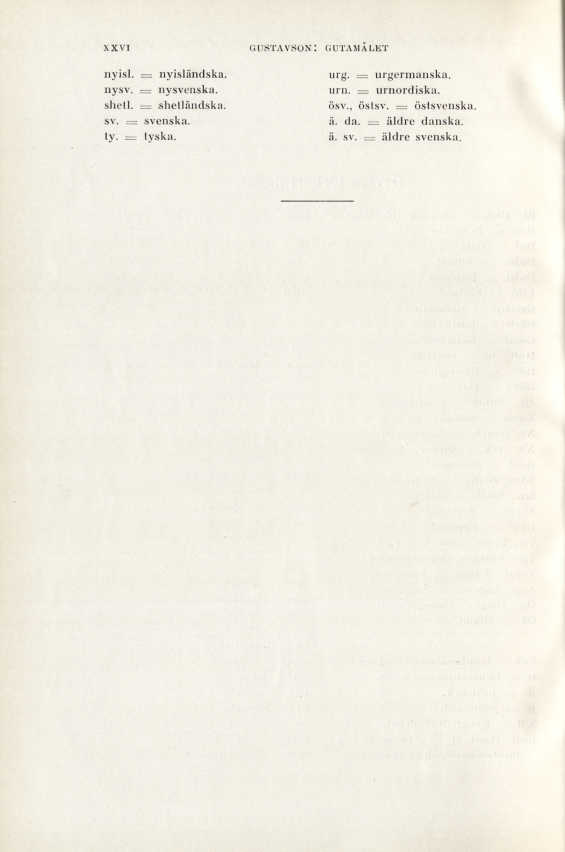 XXVI GUSTAVSON: GUTAMÅLET
nyisl. = nyisländska.
nysv. = nysvenska.
shetl. = shetländska.
sv. = svenska.
ty. = tyska.
urg. = urgermanska.
urn. = urnordiska.
ösv., östsv. = östsvenska.
ä. da. = äldre danska.
ä. sv. = äldre svenska.